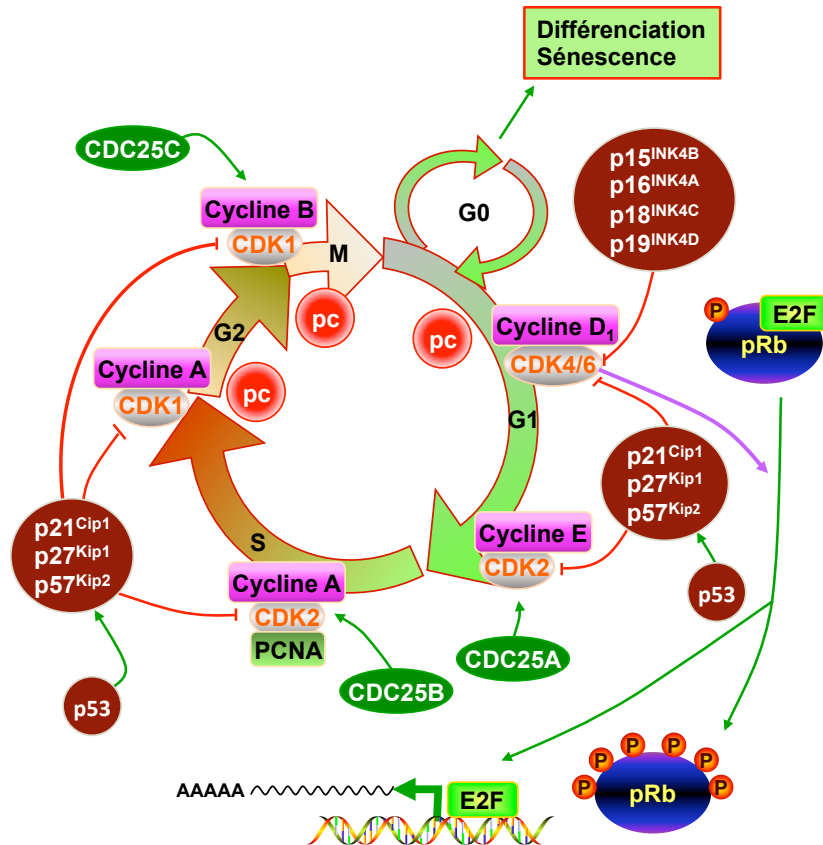 Différenciation
Sénescence
CDC25C
G0
p15INK4B
p16INK4A
p18INK4C
p19INK4D
Cycline B
CDK1
M
pc
pc
Cycline D1
CDK4/6
P
E2F
pRb
G2
Cycline A
CDK1
pc
G1
p21Cip1
p27Kip1
p57Kip2
p21Cip1
p27Kip1
p57Kip2
S
Cycline E
CDK2
Cycline A
CDK2
PCNA
p53
CDC25A
CDC25B
p53
AAAAA
E2F
P
P
P
P
P
P
pRb